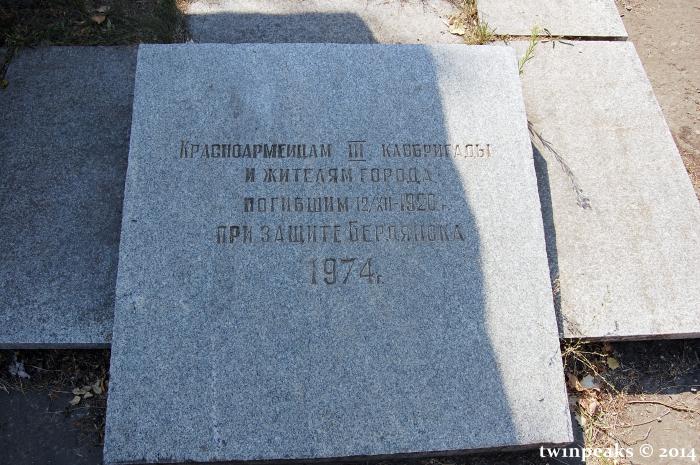 Красноармейцам III кавбригады
и жителям города
погибшим 12/XII-1920 г.
при защите Бердянска
1974 г.
twinpeaks © 2014